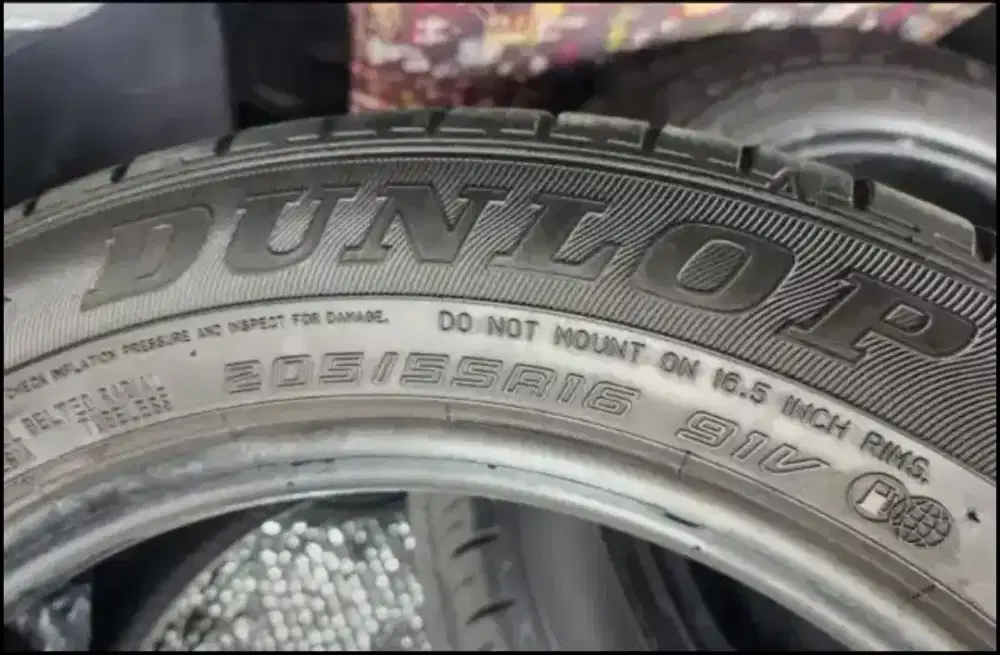 DUNLOP
CHECK INFLATION PRESSURE AND INSPECT FOR DAMAGE.
DO NOT MOUNT ON 16.5 INCH RIMS.
205/55R16 91V
BELTED RADIAL
TUBELESS